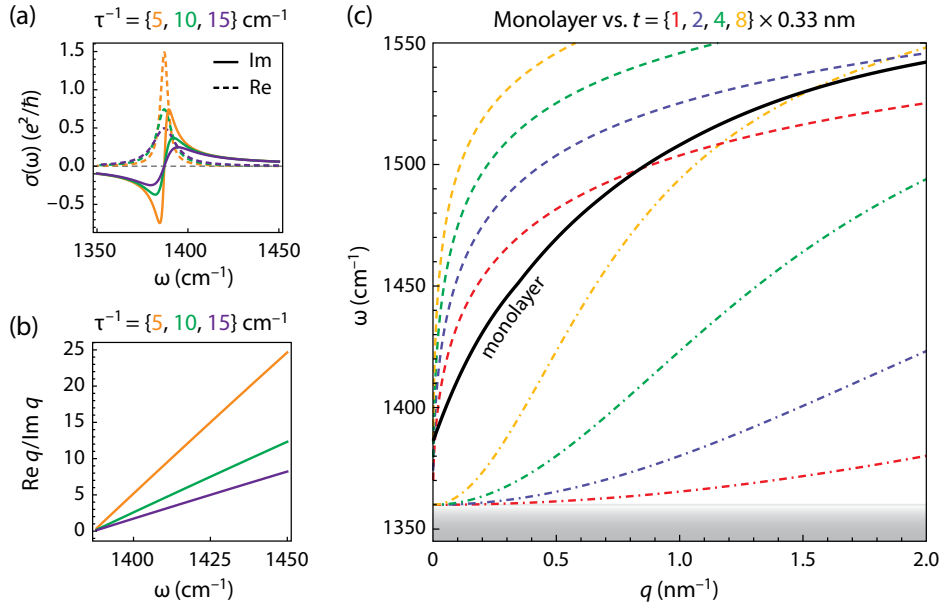 (a)
τ⁻¹ = {5, 10, 15} cm⁻¹
σ(ω) (e²/ℏ)
1.5
1.0
0.5
0.0
−0.5
Im
Re
1350
1400
1450
ω (cm⁻¹)
(b)
τ⁻¹ = {5, 10, 15} cm⁻¹
Re q/Im q
25
20
15
10
5
0
1400
1425
1450
ω (cm⁻¹)
(c)
Monolayer vs. t = {1, 2, 4, 8} × 0.33 nm
ω (cm⁻¹)
1550
1500
1450
1400
1350
monolayer
0
0.5
1.0
1.5
2.0
q (nm⁻¹)